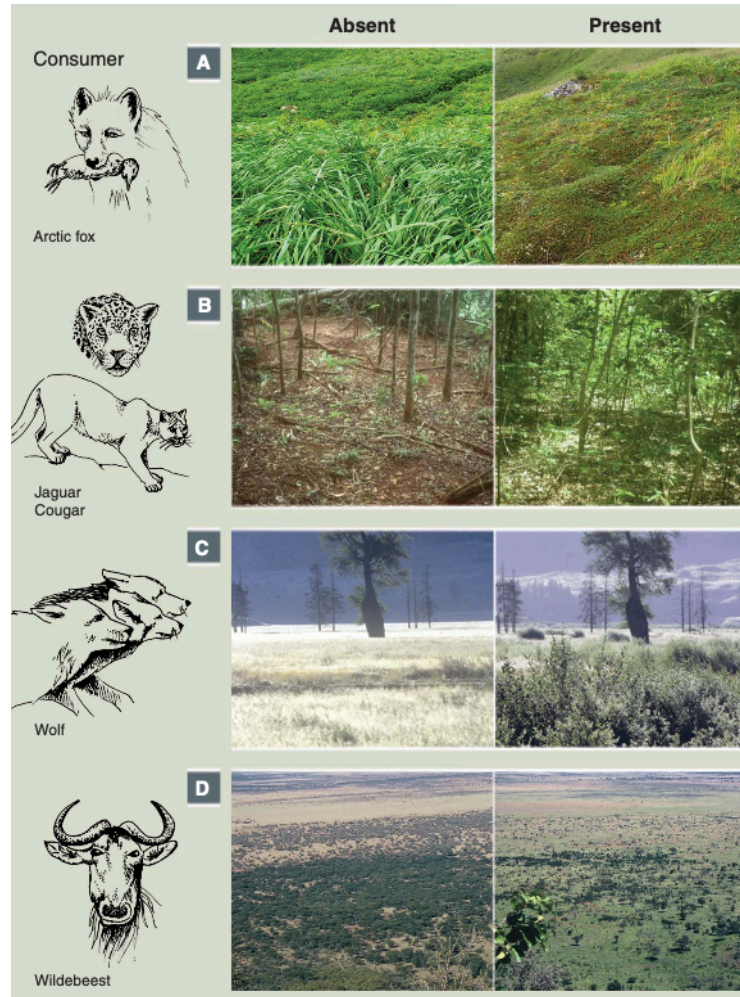 Absent Present
Consumer
A
Arctic fox
B
Jaguar
Cougar
C
Wolf
D
Wildebeest